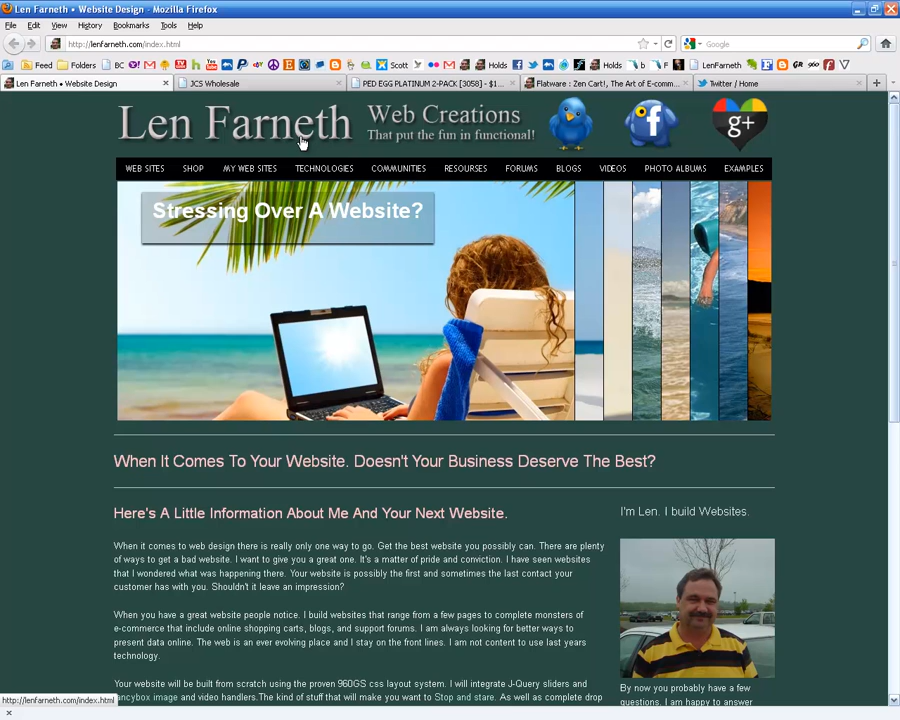 Len Farneth • Website Design - Mozilla Firefox
File Edit View History Bookmarks Tools Help
http://lenfarneth.com/index.html
Google
Feed Folders BC Scott Holds LenFarneth Holds Holds
Len Farneth • Website Design
JCS Wholesale
PED EGG PLATINUM 2-PACK [3058] - $1...
Flatware : Zen Cart!, The Art of E-comm...
Twitter / Home
Len Farneth
Web Creations
That put the fun in functional!
f
g+
WEB SITES SHOP MY WEB SITES TECHNOLOGIES COMMUNITIES RESOURCES FORUMS BLOGS VIDEOS PHOTO ALBUMS EXAMPLES
Stressing Over A Website?
When It Comes To Your Website. Doesn't Your Business Deserve The Best?
Here's A Little Information About Me And Your Next Website.
When it comes to web design there is really only one way to go. Get the best website you possibly can. There are plenty
of ways to get a bad website. I want to give you a great one. It's a matter of pride and conviction. I have seen websites
that I wondered what was happening there. Your website is possibly the first and sometimes the last contact your
customer has with you. Shouldn't it leave an impression?
When you have a great website people notice. I build websites that range from a few pages to complete monsters of
e-commerce that include online shopping carts, blogs, and support forums. I am always looking for better ways to
present data online. The web is an ever evolving place and I stay on the front lines. I am not content to use last years
technology.
Your website will be built from scratch using the proven 960GS css layout system. I will integrate J-Query sliders and
fancybox image and video handlers.The kind of stuff that will make you want to Stop and stare. As well as complete drop
I'm Len. I build Websites.
By now you probably have a few
questions. I am happy to answer
http://lenfarneth.com/index.html